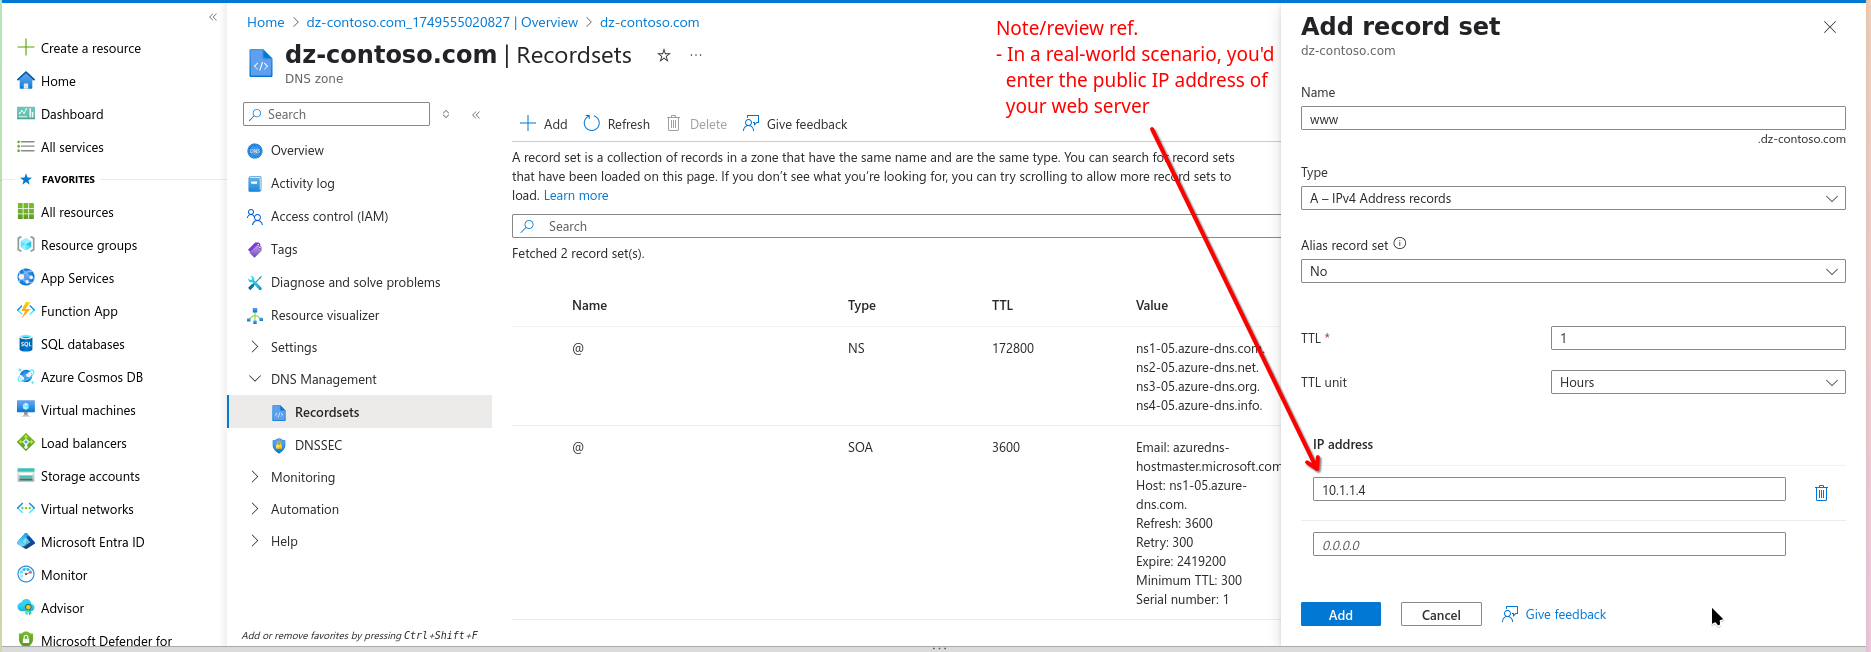 «
Create a resource
Home
Dashboard
All services
FAVORITES
All resources
Resource groups
App Services
Function App
SQL databases
Azure Cosmos DB
Virtual machines
Load balancers
Storage accounts
Virtual networks
Microsoft Entra ID
Monitor
Advisor
Microsoft Defender for
Home > dz-contoso.com_1749555020827 | Overview > dz-contoso.com
dz-contoso.com | Recordsets
DNS zone
Search
«
Overview
Activity log
Access control (IAM)
Tags
Diagnose and solve problems
Resource visualizer
Settings
DNS Management
Recordsets
DNSSEC
Monitoring
Automation
Help
Add or remove favorites by pressing Ctrl+Shift+F
Note/review ref.
- In a real-world scenario, you'd
enter the public IP address of
your web server
Add
Refresh
Delete
Give feedback
A record set is a collection of records in a zone that have the same name and are the same type. You can search for record sets
that have been loaded on this page. If you don't see what you're looking for, you can try scrolling to allow more record sets to
load. Learn more
Search
Fetched 2 record set(s).
Name Type TTL Value
@ NS 172800 ns1-05.azure-dns.com.
ns2-05.azure-dns.net.
ns3-05.azure-dns.org.
ns4-05.azure-dns.info.
@ SOA 3600 Email: azuredns-
hostmaster.microsoft.com
Host: ns1-05.azure-
dns.com.
Refresh: 3600
Retry: 300
Expire: 2419200
Minimum TTL: 300
Serial number: 1
Add record set
dz-contoso.com
Name
www
.dz-contoso.com
Type
A – IPv4 Address records
Alias record set
No
TTL * 1
TTL unit Hours
IP address
10.1.1.4
0.0.0.0
Add
Cancel
Give feedback